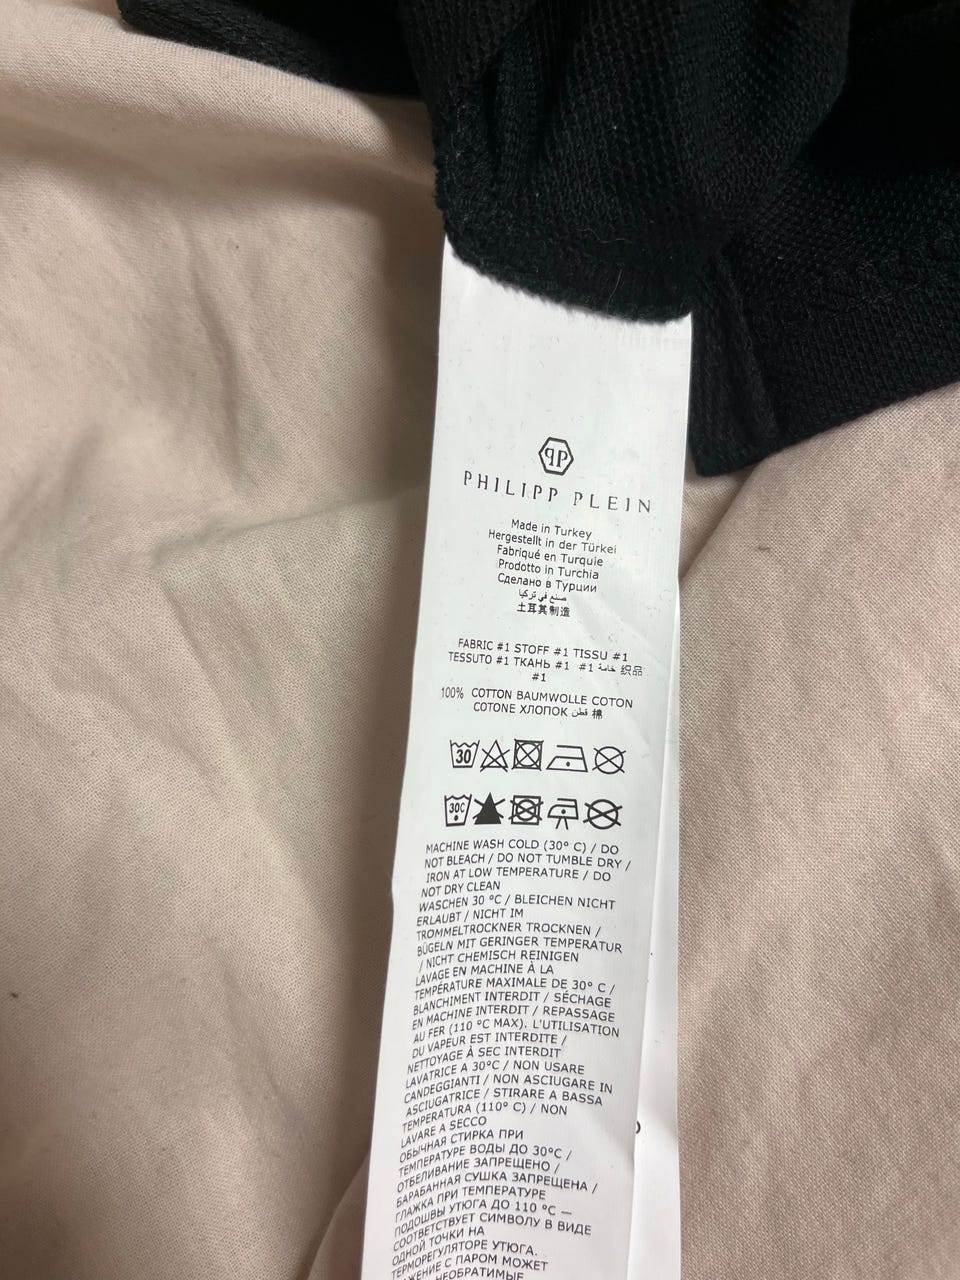 PHILIPP PLEIN
Made in Turkey
Hergestellt in der Türkei
Fabriqué en Turquie
Prodotto in Turchia
Сделано в Турции
صنع في تركيا
土耳其制造
FABRIC #1 STOFF #1 TISSU #1
TESSUTO #1 ТКАНЬ #1 #1 خامة 织品
#1
100% COTTON BAUMWOLLE COTON
COTONE ХЛОПОК قطن 棉
30
30C
MACHINE WASH COLD (30° C) / DO
NOT BLEACH / DO NOT TUMBLE DRY /
IRON AT LOW TEMPERATURE / DO
NOT DRY CLEAN
WASCHEN 30 °C / BLEICHEN NICHT
ERLAUBT / NICHT IM
TROMMELTROCKNER TROCKNEN /
BÜGELN MIT GERINGER TEMPERATUR
/ NICHT CHEMISCH REINIGEN
LAVAGE EN MACHINE À LA
TEMPÉRATURE MAXIMALE DE 30° C /
BLANCHIMENT INTERDIT / SÉCHAGE
EN MACHINE INTERDIT / REPASSAGE
AU FER (110 °C MAX). L'UTILISATION
DU VAPEUR EST INTERDITE /
NETTOYAGE À SEC INTERDIT
LAVATRICE A 30°C / NON USARE
CANDEGGIANTI / NON ASCIUGARE IN
ASCIUGATRICE / STIRARE A BASSA
TEMPERATURA (110° C) / NON
LAVARE A SECCO
ОБЫЧНАЯ СТИРКА ПРИ
ТЕМПЕРАТУРЕ ВОДЫ ДО 30°C /
ОТБЕЛИВАНИЕ ЗАПРЕЩЕНО /
БАРАБАННАЯ СУШКА ЗАПРЕЩЕНА /
ГЛАЖКА ПРИ ТЕМПЕРАТУРЕ
ПОДОШВЫ УТЮГА ДО 110 °C —
СООТВЕТСТВУЕТ СИМВОЛУ В ВИДЕ
ОДНОЙ ТОЧКИ НА
ТЕРМОРЕГУЛЯТОРЕ УТЮГА.
С ПАРОМ МОЖЕТ
НЕОБРАТИМЫЕ